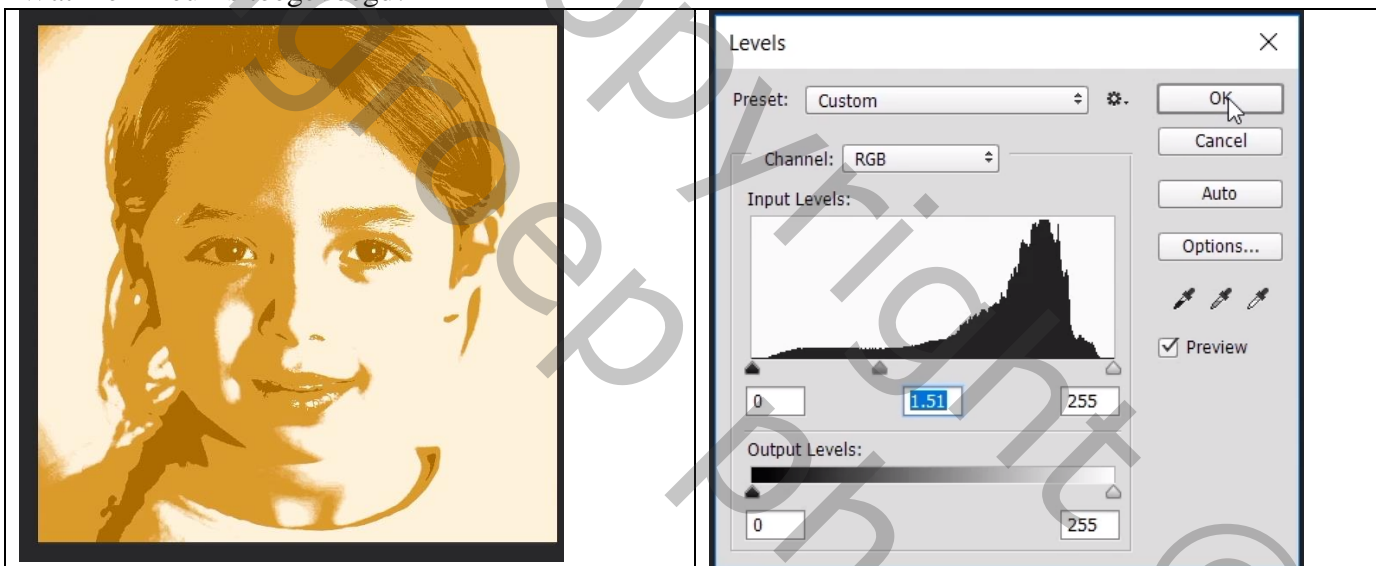 Levels
Preset: Custom
OK
Cancel
Channel: RGB
Auto
Input Levels:
Options...
Preview
0 1.51 255
Output Levels:
0 255
copyright ©